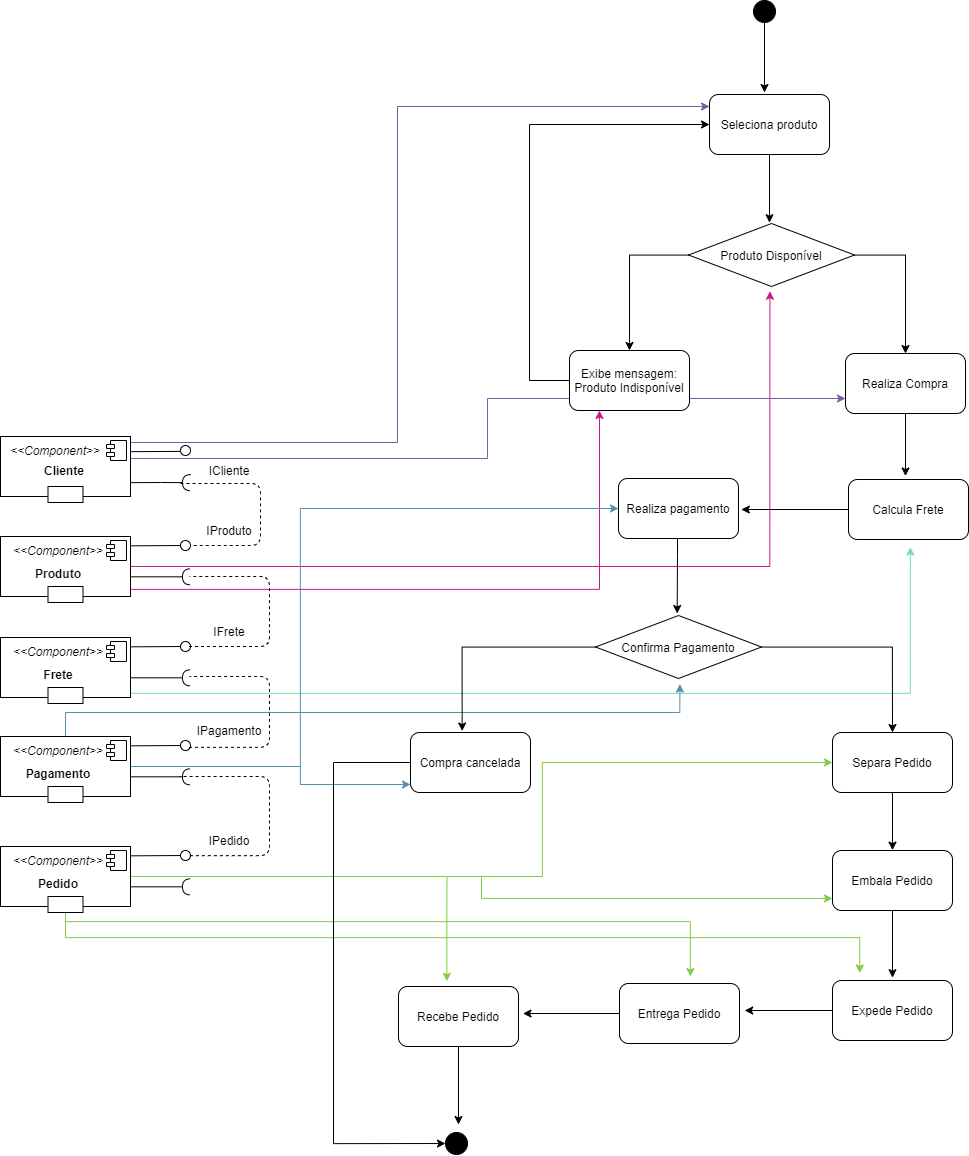 Seleciona produto
Produto Disponível
Exibe mensagem:
Produto Indisponível
Realiza Compra
<<Component>>
Cliente
ICliente
Realiza pagamento
Calcula Frete
IProduto
<<Component>>
Produto
IFrete
<<Component>>
Frete
Confirma Pagamento
IPagamento
<<Component>>
Pagamento
Compra cancelada
Separa Pedido
IPedido
<<Component>>
Pedido
Embala Pedido
Recebe Pedido
Entrega Pedido
Expede Pedido